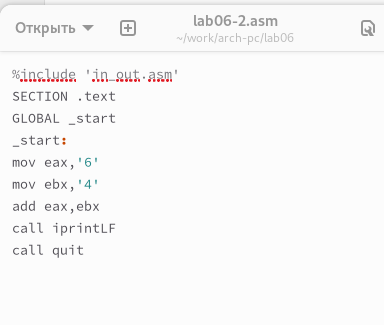 Открыть
lab06-2.asm
~/work/arch-pc/lab06
%include 'in_out.asm'
SECTION .text
GLOBAL _start
_start:
mov eax,'6'
mov ebx,'4'
add eax,ebx
call iprintLF
call quit